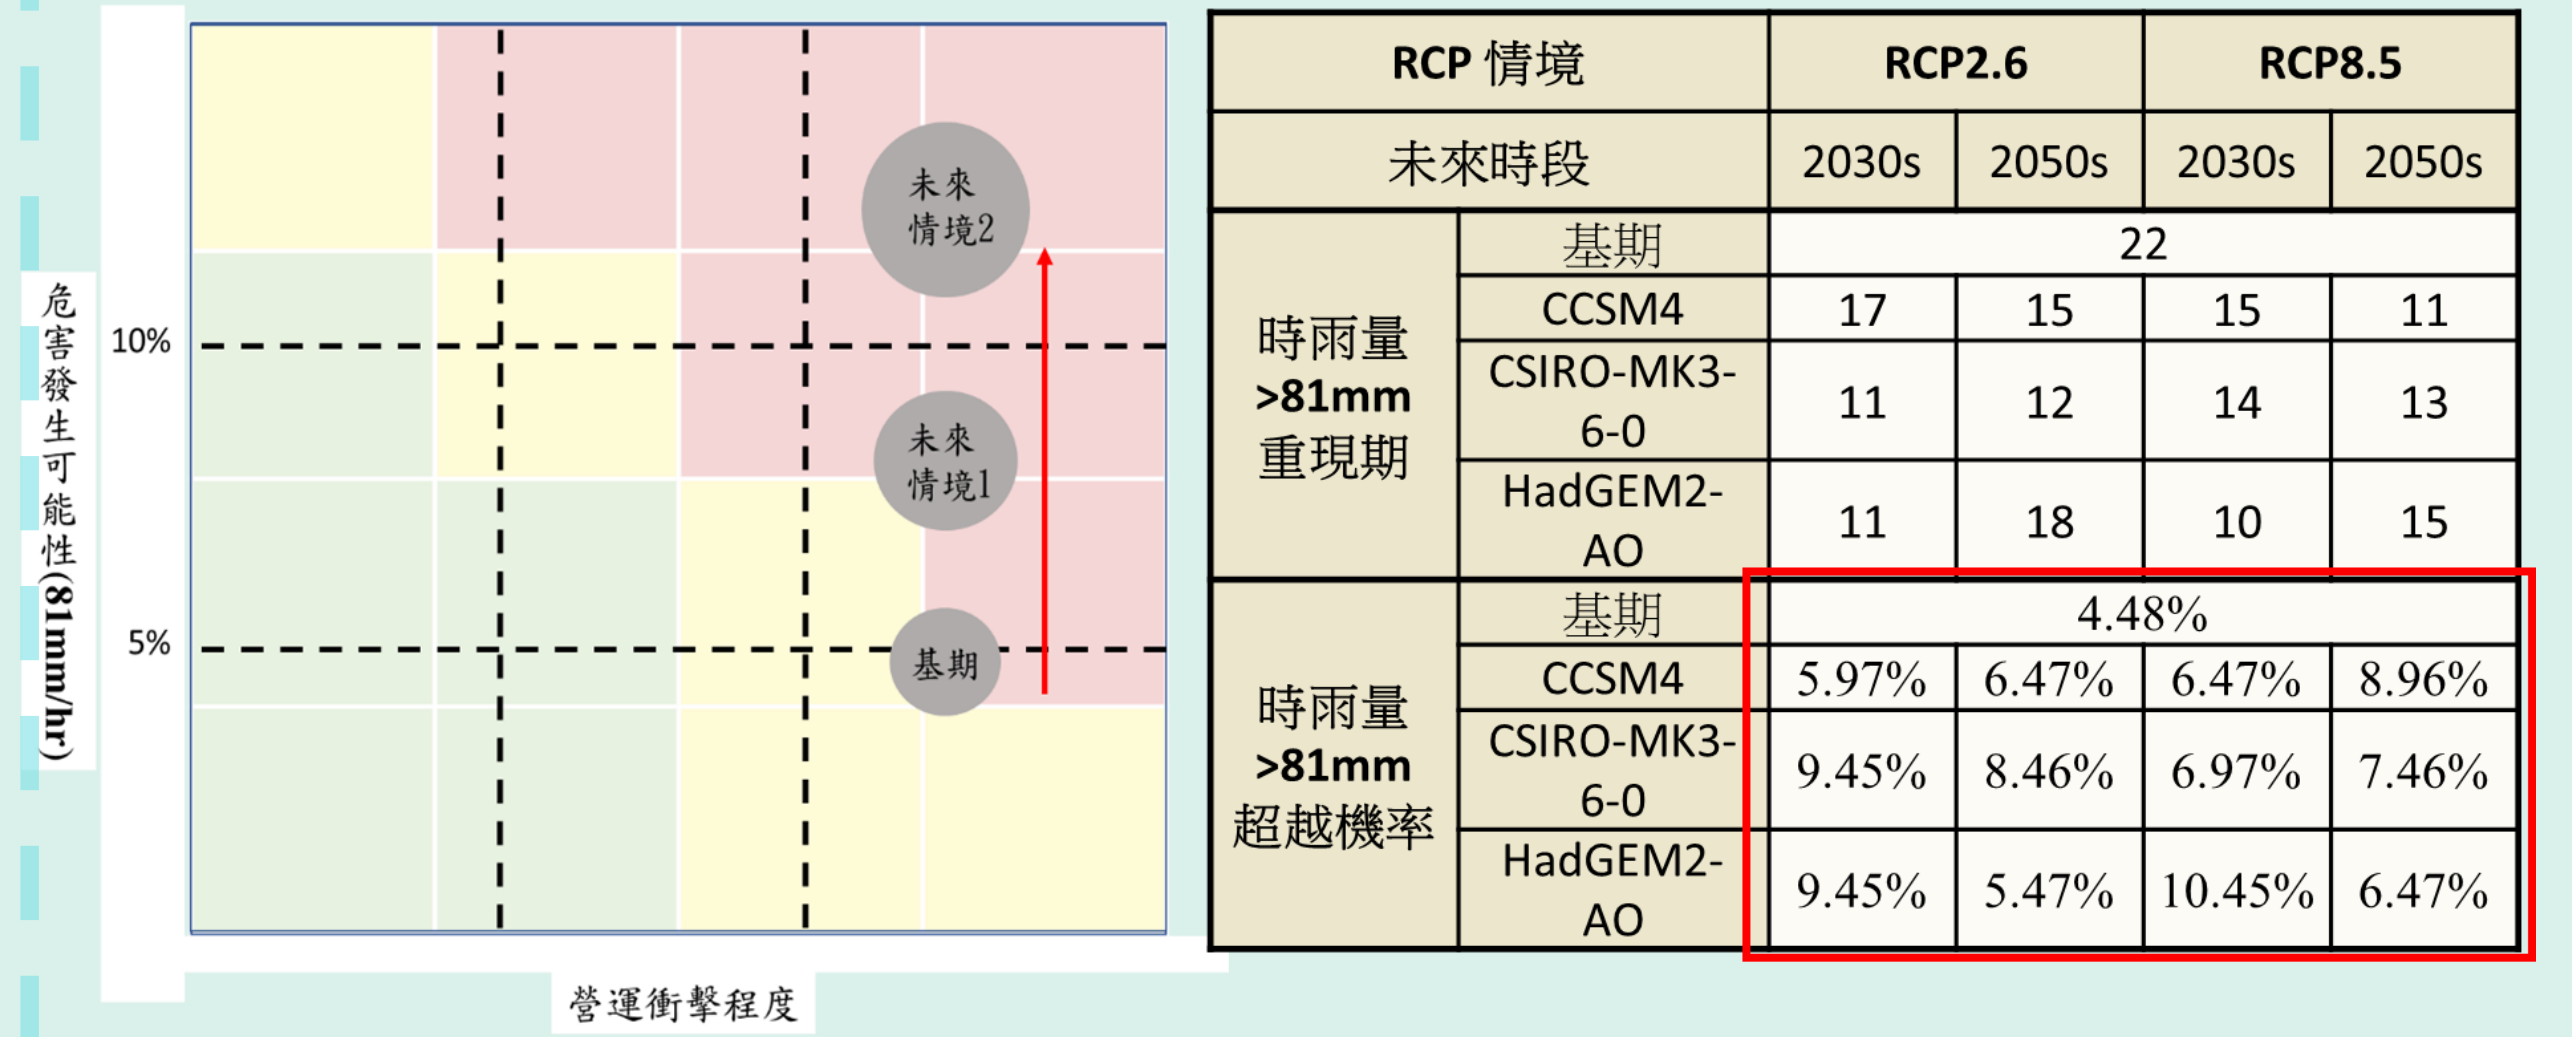 危害發生可能性(81mm/hr)
10%
5%
未來
情境2
未來
情境1
基期
營運衝擊程度
RCP 情境 RCP2.6 RCP8.5
未來時段 2030s 2050s 2030s 2050s
時雨量
>81mm
重現期
基期 22
CCSM4 17 15 15 11
CSIRO-MK3-
6-0 11 12 14 13
HadGEM2-
AO 11 18 10 15
時雨量
>81mm
超越機率
基期 4.48%
CCSM4 5.97% 6.47% 6.47% 8.96%
CSIRO-MK3-
6-0 9.45% 8.46% 6.97% 7.46%
HadGEM2-
AO 9.45% 5.47% 10.45% 6.47%